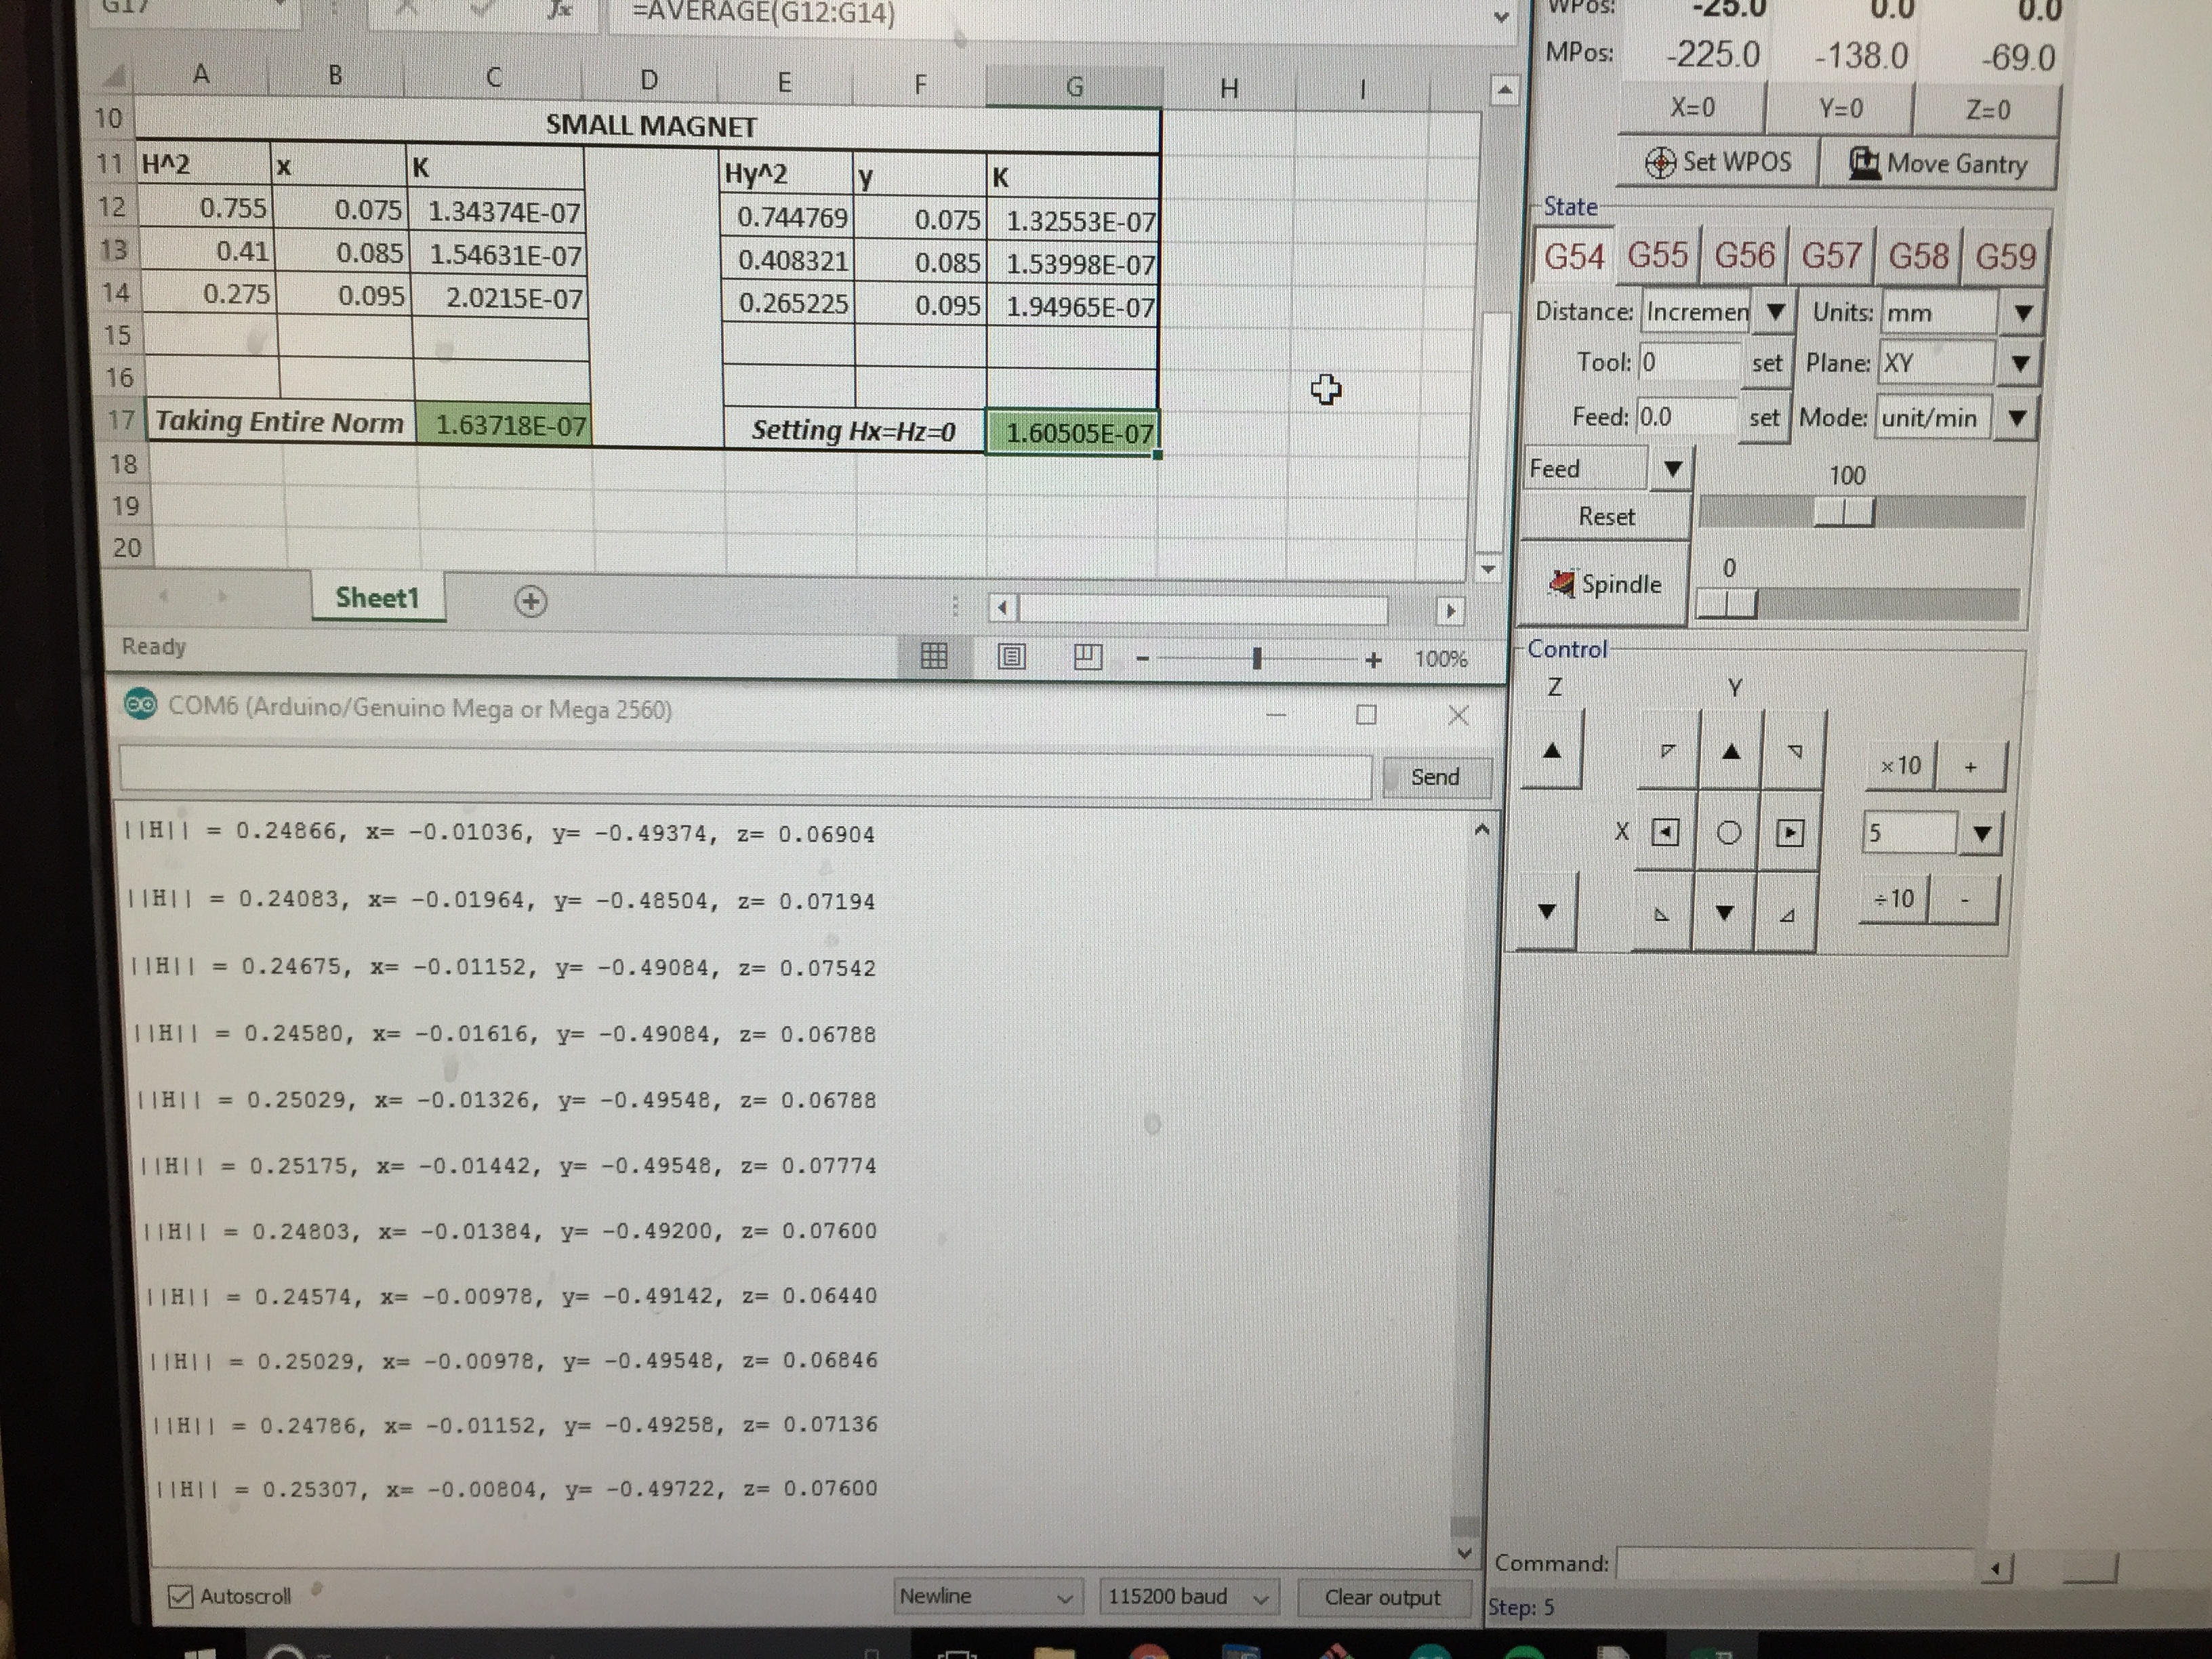 G17 fx =AVERAGE(G12:G14)
A B C D E F G H I
10 SMALL MAGNET
11 H^2 x K Hy^2 y K
12 0.755 0.075 1.34374E-07 0.744769 0.075 1.32553E-07
13 0.41 0.085 1.54631E-07 0.408321 0.085 1.53998E-07
14 0.275 0.095 2.0215E-07 0.265225 0.095 1.94965E-07
15
16
17 Taking Entire Norm 1.63718E-07 Setting Hx=Hz=0 1.60505E-07
18
19
20
Sheet1
Ready 100%
COM6 (Arduino/Genuino Mega or Mega 2560)
Send
||H|| = 0.24866, x= -0.01036, y= -0.49374, z= 0.06904
||H|| = 0.24083, x= -0.01964, y= -0.48504, z= 0.07194
||H|| = 0.24675, x= -0.01152, y= -0.49084, z= 0.07542
||H|| = 0.24580, x= -0.01616, y= -0.49084, z= 0.06788
||H|| = 0.25029, x= -0.01326, y= -0.49548, z= 0.06788
||H|| = 0.25175, x= -0.01442, y= -0.49548, z= 0.07774
||H|| = 0.24803, x= -0.01384, y= -0.49200, z= 0.07600
||H|| = 0.24574, x= -0.00978, y= -0.49142, z= 0.06440
||H|| = 0.25029, x= -0.00978, y= -0.49548, z= 0.06846
||H|| = 0.24786, x= -0.01152, y= -0.49258, z= 0.07136
||H|| = 0.25307, x= -0.00804, y= -0.49722, z= 0.07600
Autoscroll Newline 115200 baud Clear output
WPos: -25.0 0.0 0.0
MPos: -225.0 -138.0 -69.0
X=0 Y=0 Z=0
Set WPOS Move Gantry
State
G54 G55 G56 G57 G58 G59
Distance: Incremen Units: mm
Tool: 0 set Plane: XY
Feed: 0.0 set Mode: unit/min
Feed 100
Reset
0
Spindle
Control
Z Y
×10 +
X 5
÷10 -
Command:
Step: 5